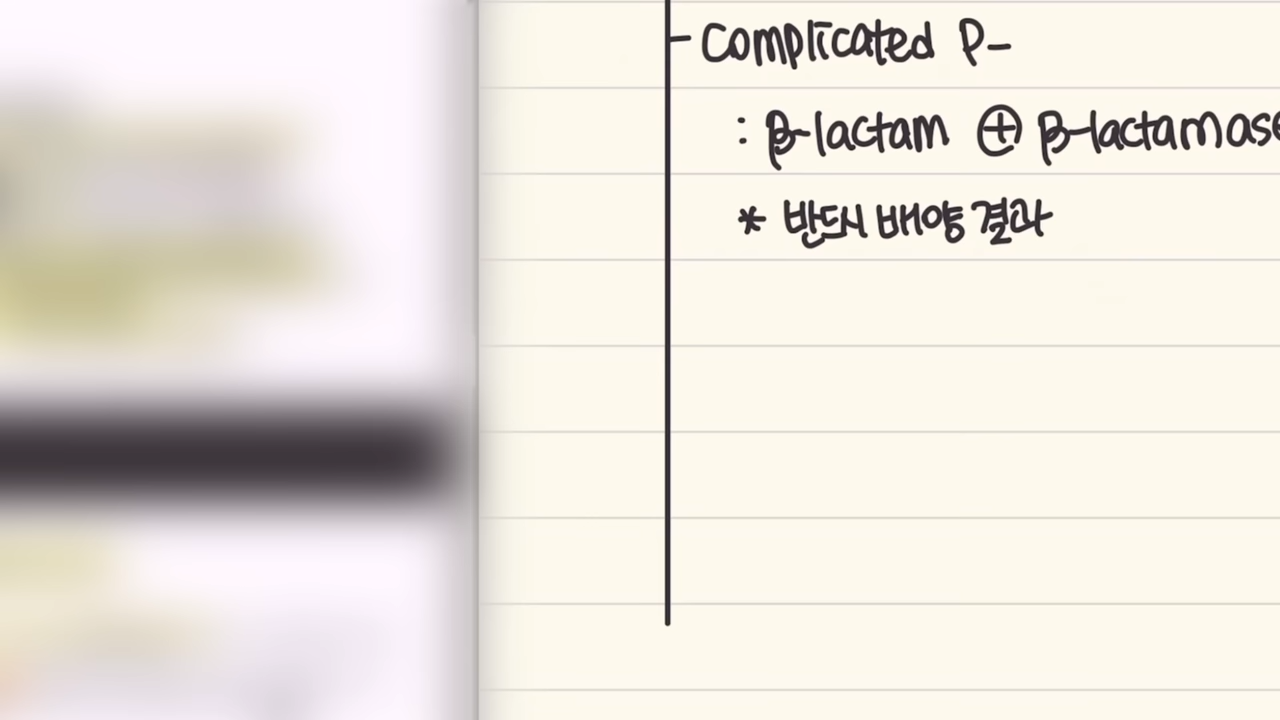 - Complicated P-
: β-lactam ⊕ β-lactamase
* 반드시 배양 결과